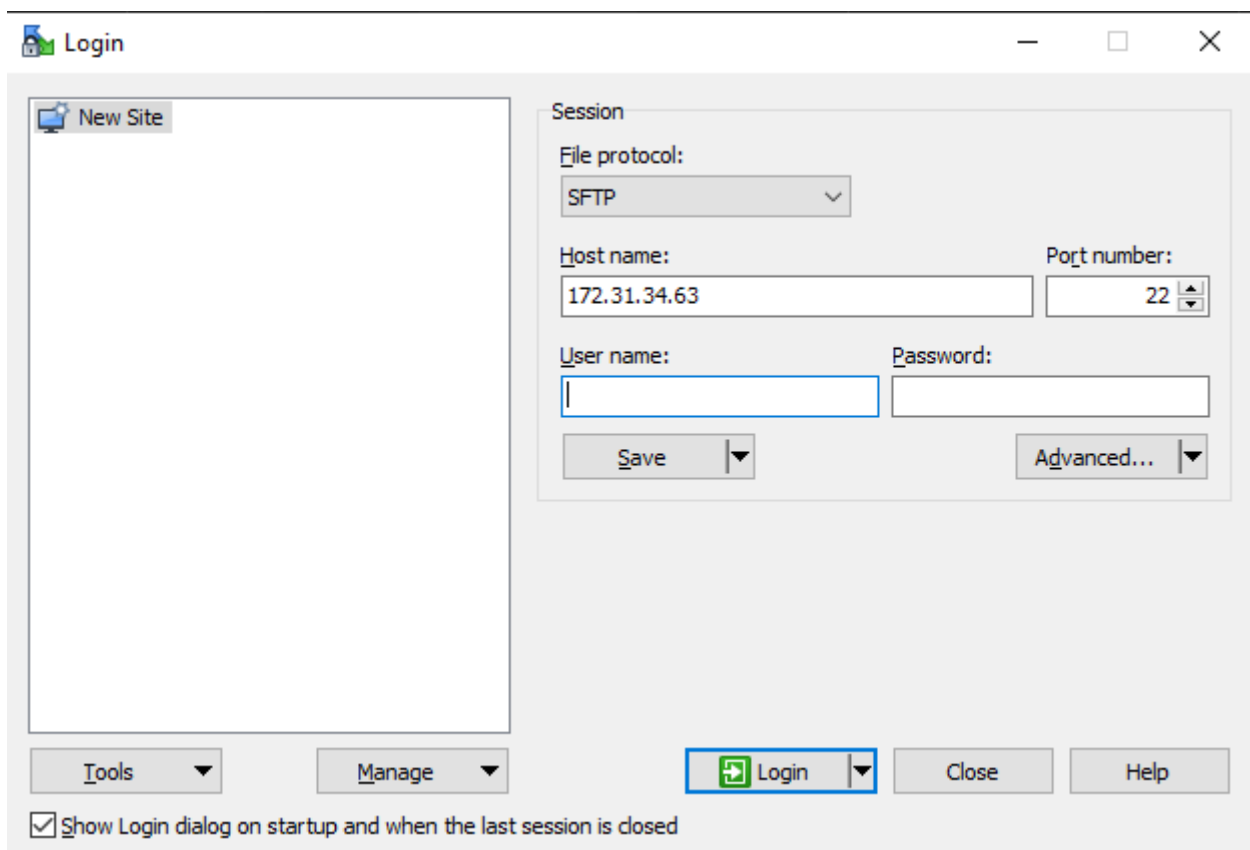 Login
New Site
Session
File protocol:
SFTP
Host name:
Port number:
172.31.34.63
22
User name:
Password:
Save
Advanced...
Tools
Manage
Login
Close
Help
Show Login dialog on startup and when the last session is closed